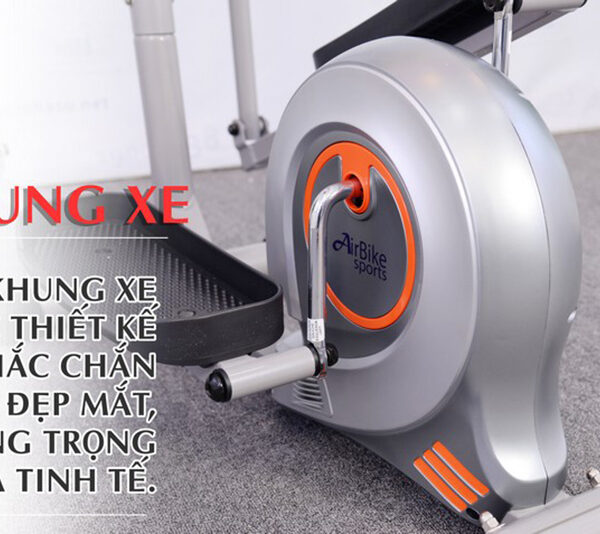 UNG XE
KHUNG XE
THIẾT KẾ
ẮC CHẮN
ĐẸP MẮT,
NG TRỌNG
TINH TẾ.
AirBike
sports